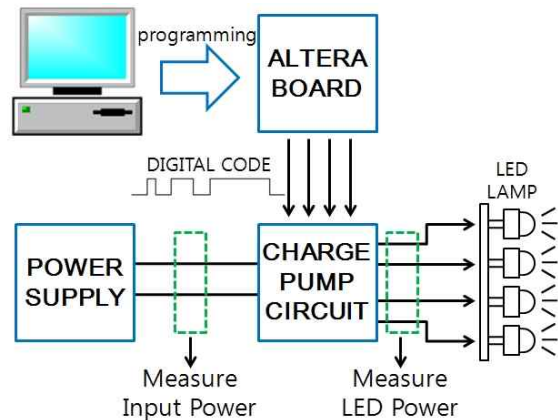 programming
ALTERA
BOARD
DIGITAL CODE
LED
LAMP
POWER
SUPPLY
CHARGE
PUMP
CIRCUIT
Measure
Input Power
Measure
LED Power